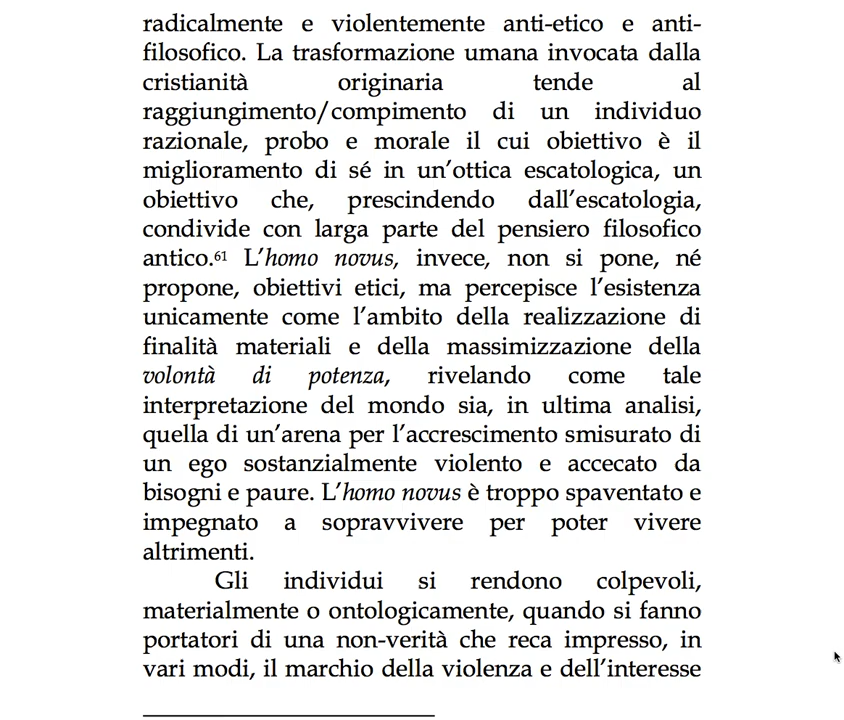 radicalmente e violentemente anti-etico e anti-
filosofico. La trasformazione umana invocata dalla
cristianità originaria tende al
raggiungimento/compimento di un individuo
razionale, probo e morale il cui obiettivo è il
miglioramento di sé in un'ottica escatologica, un
obiettivo che, prescindendo dall'escatologia,
condivide con larga parte del pensiero filosofico
antico.61 L'homo novus, invece, non si pone, né
propone, obiettivi etici, ma percepisce l'esistenza
unicamente come l'ambito della realizzazione di
finalità materiali e della massimizzazione della
volontà di potenza, rivelando come tale
interpretazione del mondo sia, in ultima analisi,
quella di un'arena per l'accrescimento smisurato di
un ego sostanzialmente violento e accecato da
bisogni e paure. L'homo novus è troppo spaventato e
impegnato a sopravvivere per poter vivere
altrimenti.
Gli individui si rendono colpevoli,
materialmente o ontologicamente, quando si fanno
portatori di una non-verità che reca impresso, in
vari modi, il marchio della violenza e dell'interesse